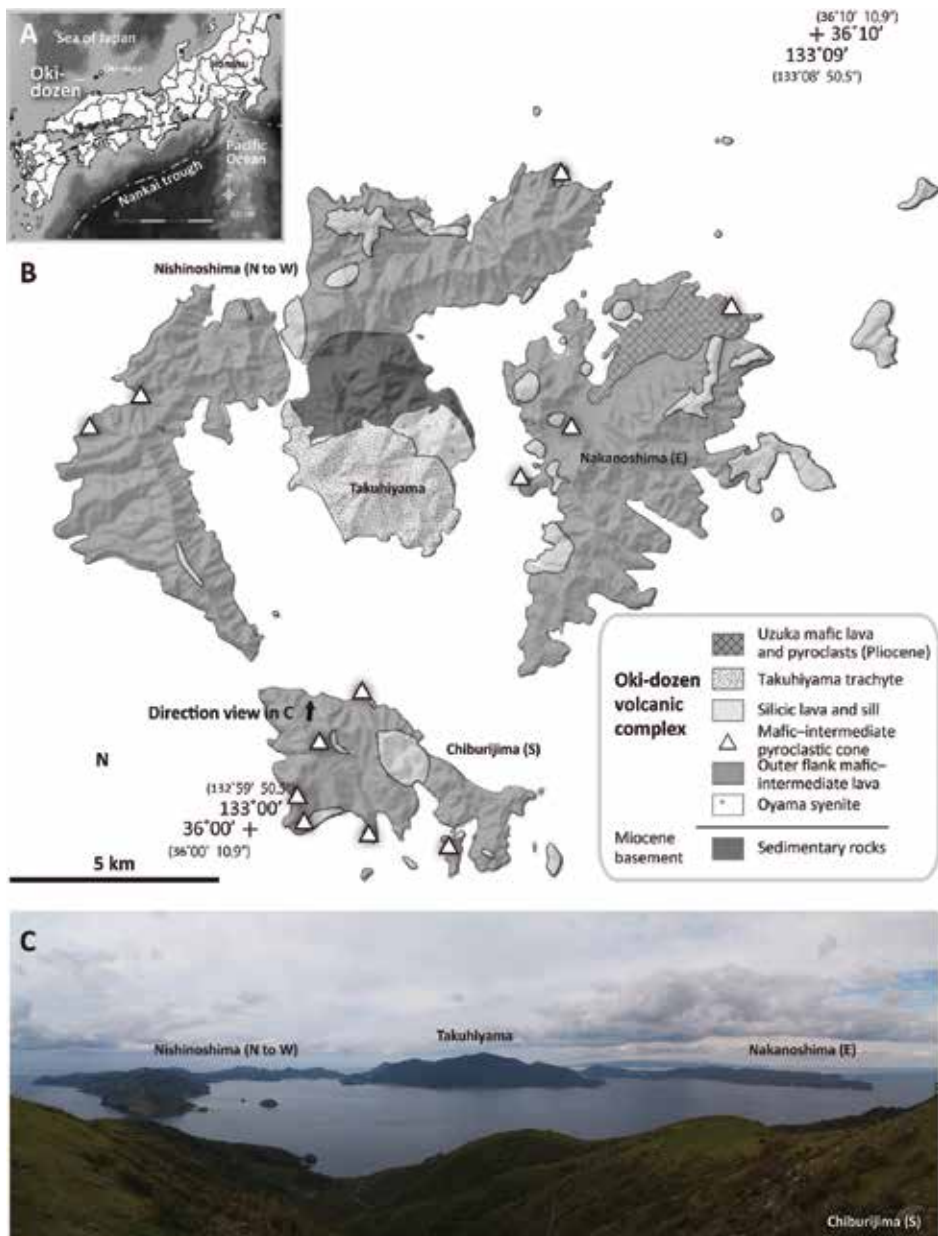 A
Sea of Japan
Oki-
dozen
HONSHU
Pacific
Ocean
Nankai trough
(36˚10' 10.9")
+ 36˚10'
133˚09'
(133˚08' 50.5")
B
Nishinoshima (N to W)
Takuhiyama
Nakanoshima (E)
Direction view in C
Chiburijima (S)
N
133˚00'
36˚00' +
(36˚00' 10.9")
5 km
Oki-dozen
volcanic
complex
Uzuka mafic lava
and pyroclasts (Pliocene)
Takuhiyama trachyte
Silicic lava and sill
Mafic–intermediate
pyroclastic cone
Outer flank mafic–
intermediate lava
Oyama syenite
Miocene
basement
Sedimentary rocks
C
Nishinoshima (N to W)
Takuhiyama
Nakanoshima (E)
Chiburijima (S)